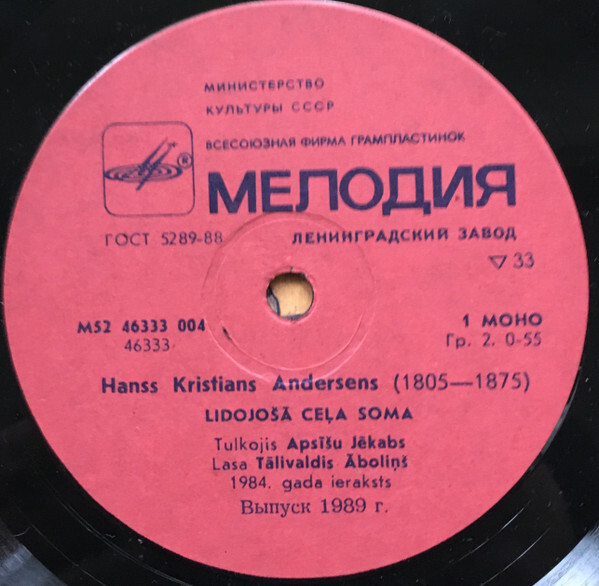 МИНИСТЕРСТВО
КУЛЬТУРЫ СССР
ВСЕСОЮЗНАЯ ФИРМА ГРАМПЛАСТИНОК
®
МЕЛОДИЯ
ГОСТ 5289-88
ЛЕНИНГРАДСКИЙ ЗАВОД
▽ 33
М52 46333 004
46333
1 МОНО
Гр. 2. 0-55
Hanss Kristians Andersens (1805—1875)
LIDOJOŠĀ CEĻA SOMA
Tulkojis Apsīšu Jēkabs
Lasa Tālivaldis Āboliņš
1984. gada ieraksts
Выпуск 1989 г.